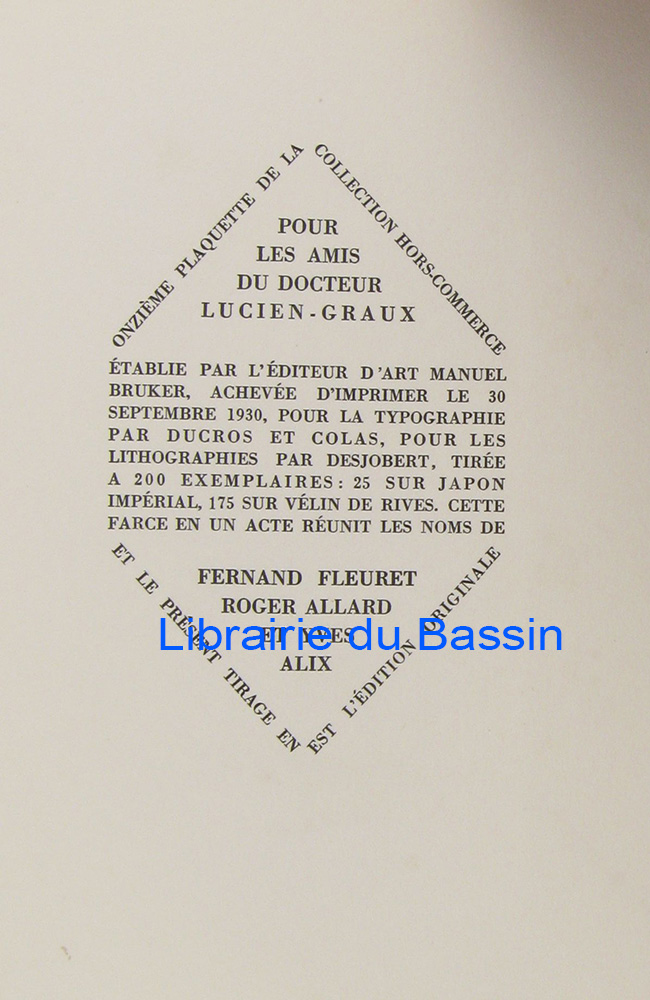 ONZIÈME PLAQUETTE DE LA
COLLECTION HORS-COMMERCE
POUR
LES AMIS
DU DOCTEUR
LUCIEN-GRAUX
ÉTABLIE PAR L'ÉDITEUR D'ART MANUEL
BRUKER, ACHEVÉE D'IMPRIMER LE 30
SEPTEMBRE 1930, POUR LA TYPOGRAPHIE
PAR DUCROS ET COLAS, POUR LES
LITHOGRAPHIES PAR DESJOBERT, TIRÉE
A 200 EXEMPLAIRES : 25 SUR JAPON
IMPÉRIAL, 175 SUR VÉLIN DE RIVES. CETTE
FARCE EN UN ACTE RÉUNIT LES NOMS DE
FERNAND FLEURET
ROGER ALLARD
ET YVES
ALIX
ET LE PRÉSENT TIRAGE EN
EST L'ÉDITION ORIGINALE
Librairie du Bassin